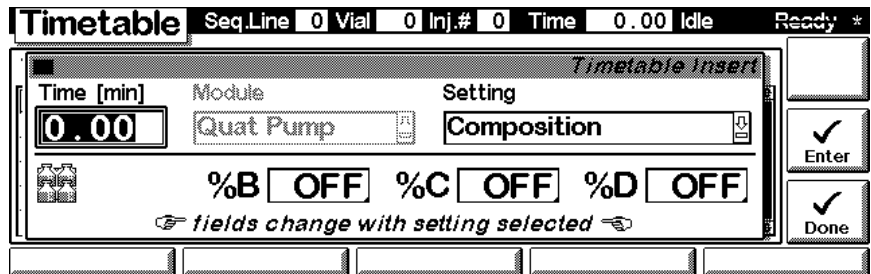 Timetable Seq.Line 0 Vial 0 Inj.# 0 Time 0.00 Idle Ready *
Timetable Insert
Time [min] Module Setting
0.00 Quat Pump Composition
Enter
%B OFF %C OFF %D OFF
fields change with setting selected
Done